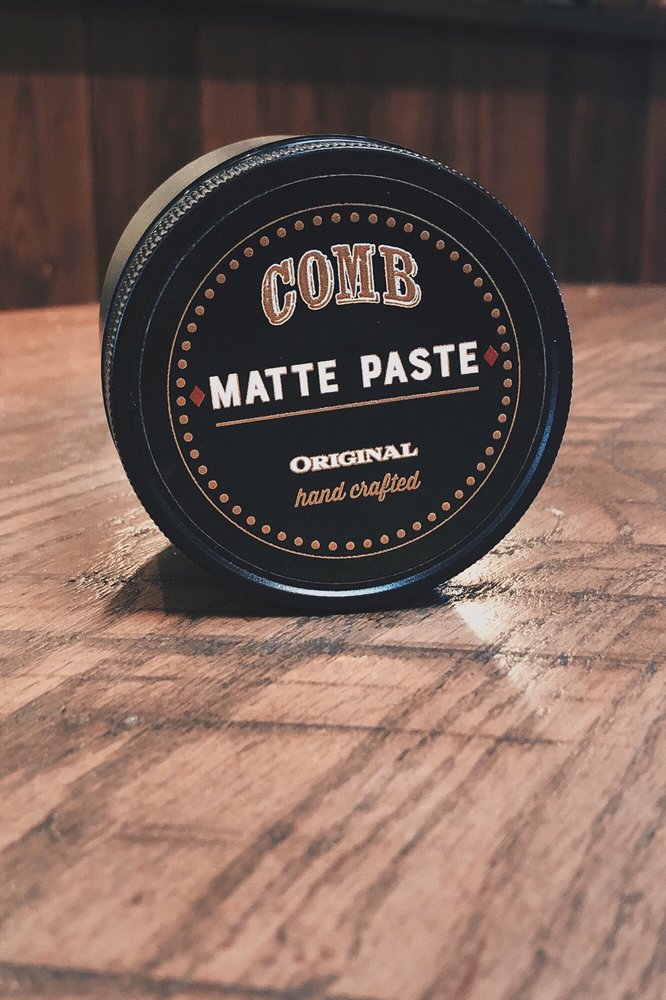 COMB
MATTE PASTE
ORIGINAL
hand crafted